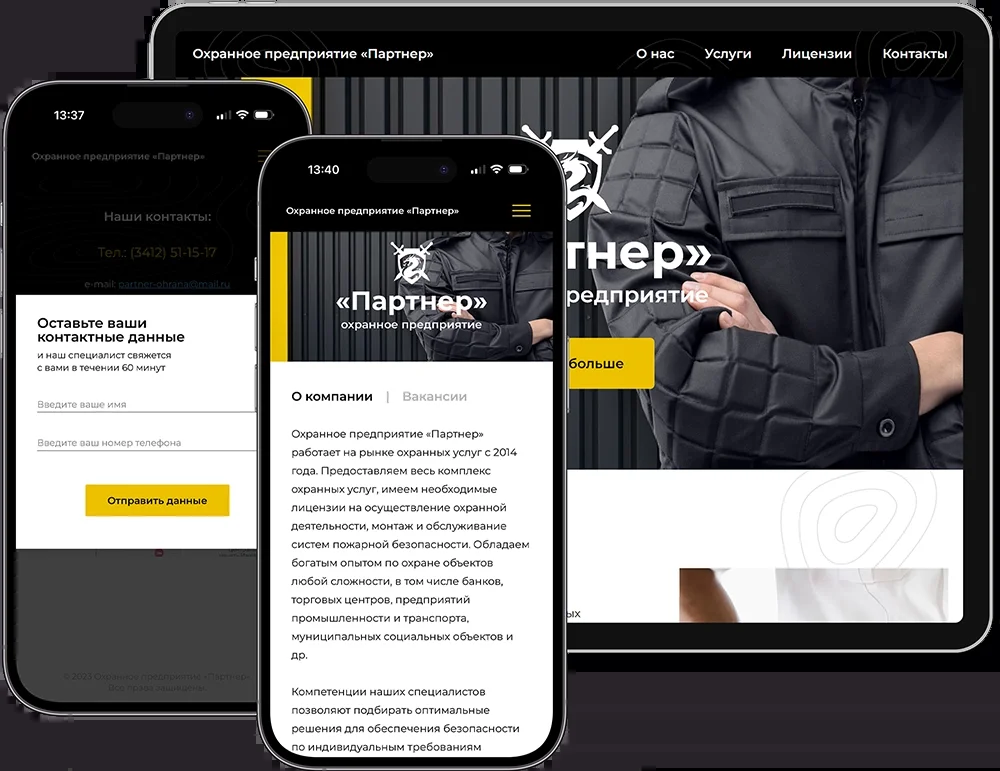 Охранное предприятие «Партнер»
О нас
Услуги
Лицензии
Контакты
тнер»
редприятие
больше
ых
13:37
Охранное предприятие «Партнер»
Наши контакты:
Тел.: (3412) 51-15-17
e-mail: partner-ohrana@mail.ru
Оставьте ваши
контактные данные
и наш специалист свяжется
с вами в течении 60 минут
Введите ваше имя
Введите ваш номер телефона
Отправить данные
© 2023 Охранное предприятие «Партнер».
Все права защищены.
13:40
Охранное предприятие «Партнер»
«Партнер»
охранное предприятие
О компании | Вакансии
Охранное предприятие «Партнер»
работает на рынке охранных услуг с 2014
года. Предоставляем весь комплекс
охранных услуг, имеем необходимые
лицензии на осуществление охранной
деятельности, монтаж и обслуживание
систем пожарной безопасности. Обладаем
богатым опытом по охране объектов
любой сложности, в том числе банков,
торговых центров, предприятий
промышленности и транспорта,
муниципальных социальных объектов и
др.
Компетенции наших специалистов
позволяют подбирать оптимальные
решения для обеспечения безопасности
по индивидуальным требованиям